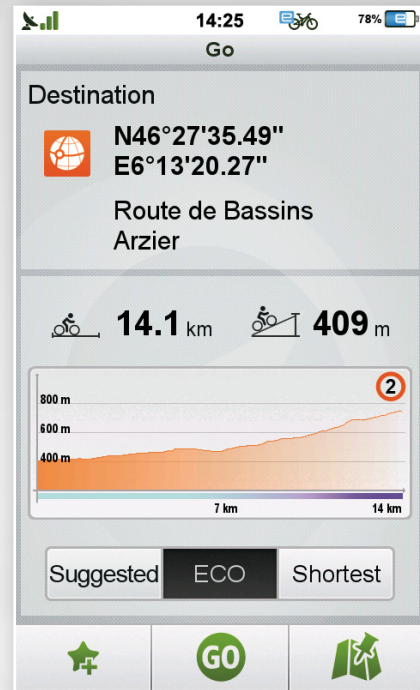 14:25
78%
Go
Destination
N46°27'35.49"
E6°13'20.27"
Route de Bassins
Arzier
14.1 km
409 m
2
800 m
600 m
400 m
7 km
14 km
Suggested ECO Shortest
GO